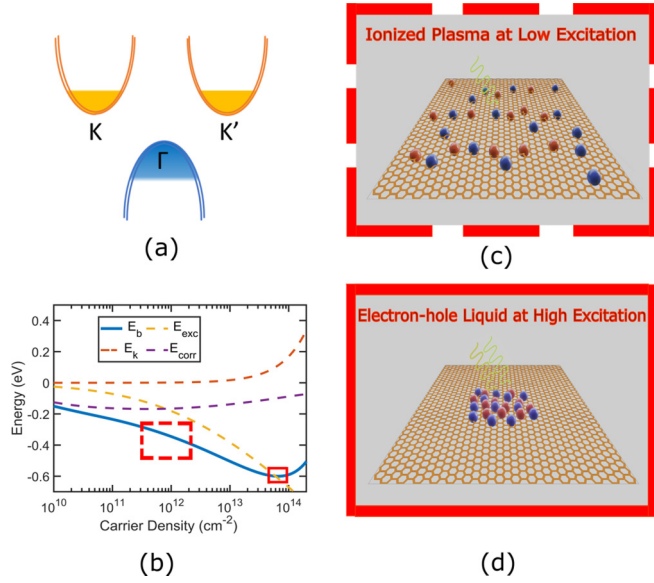 K
K’
Γ
(a)
Ionized Plasma at Low Excitation
(c)
Energy (eV)
0.4
0.2
0
-0.2
-0.4
-0.6
E_b
E_exc
E_k
E_corr
10^10
10^11
10^12
10^13
10^14
Carrier Density (cm^-2)
(b)
Electron-hole Liquid at High Excitation
(d)